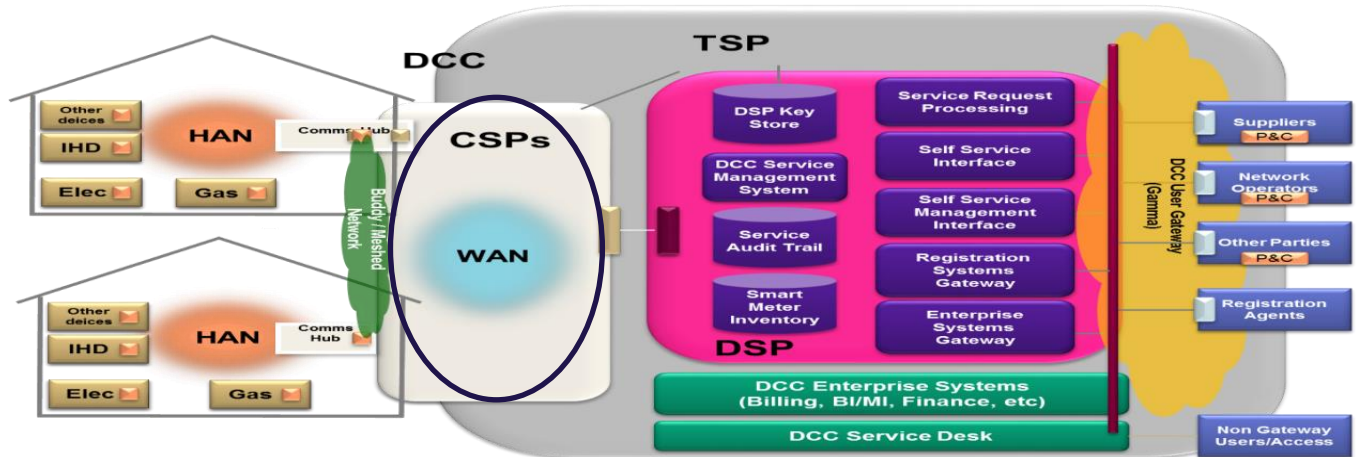 DCC
TSP
Other
deices
IHD
Elec
HAN
Gas
Comms Hub
Buddy / Meshed
Network
Other
deices
IHD
Elec
HAN
Gas
Comms
Hub
CSPs
WAN
DSP Key
Store
DCC Service
Management
System
Service
Audit Trail
Smart
Meter
Inventory
DSP
Service Request
Processing
Self Service
Interface
Self Service
Management
Interface
Registration
Systems
Gateway
Enterprise
Systems
Gateway
DCC Enterprise Systems
(Billing, BI/MI, Finance, etc)
DCC Service Desk
DCC User Gateway
(Gamma)
Suppliers
P&C
Network
Operators
P&C
Other Parties
P&C
Registration
Agents
Non Gateway
Users/Access